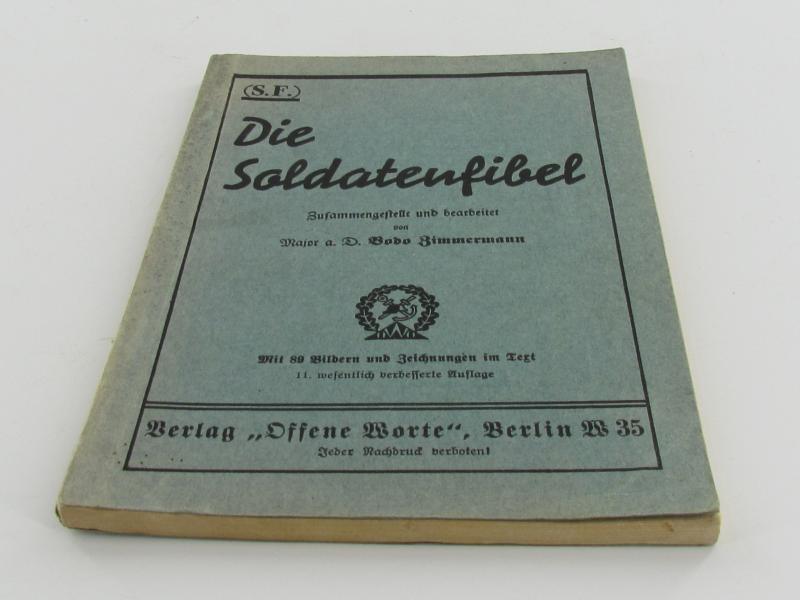 (S.F.)
Die
Soldatenfibel
Zusammengestellt und bearbeitet
von
Major a. D. Bodo Zimmermann
Mit 89 Bildern und Zeichnungen im Text
11. wesentlich verbesserte Auflage
Verlag „Offene Worte“, Berlin W 35
Jeder Nachdruck verboten!